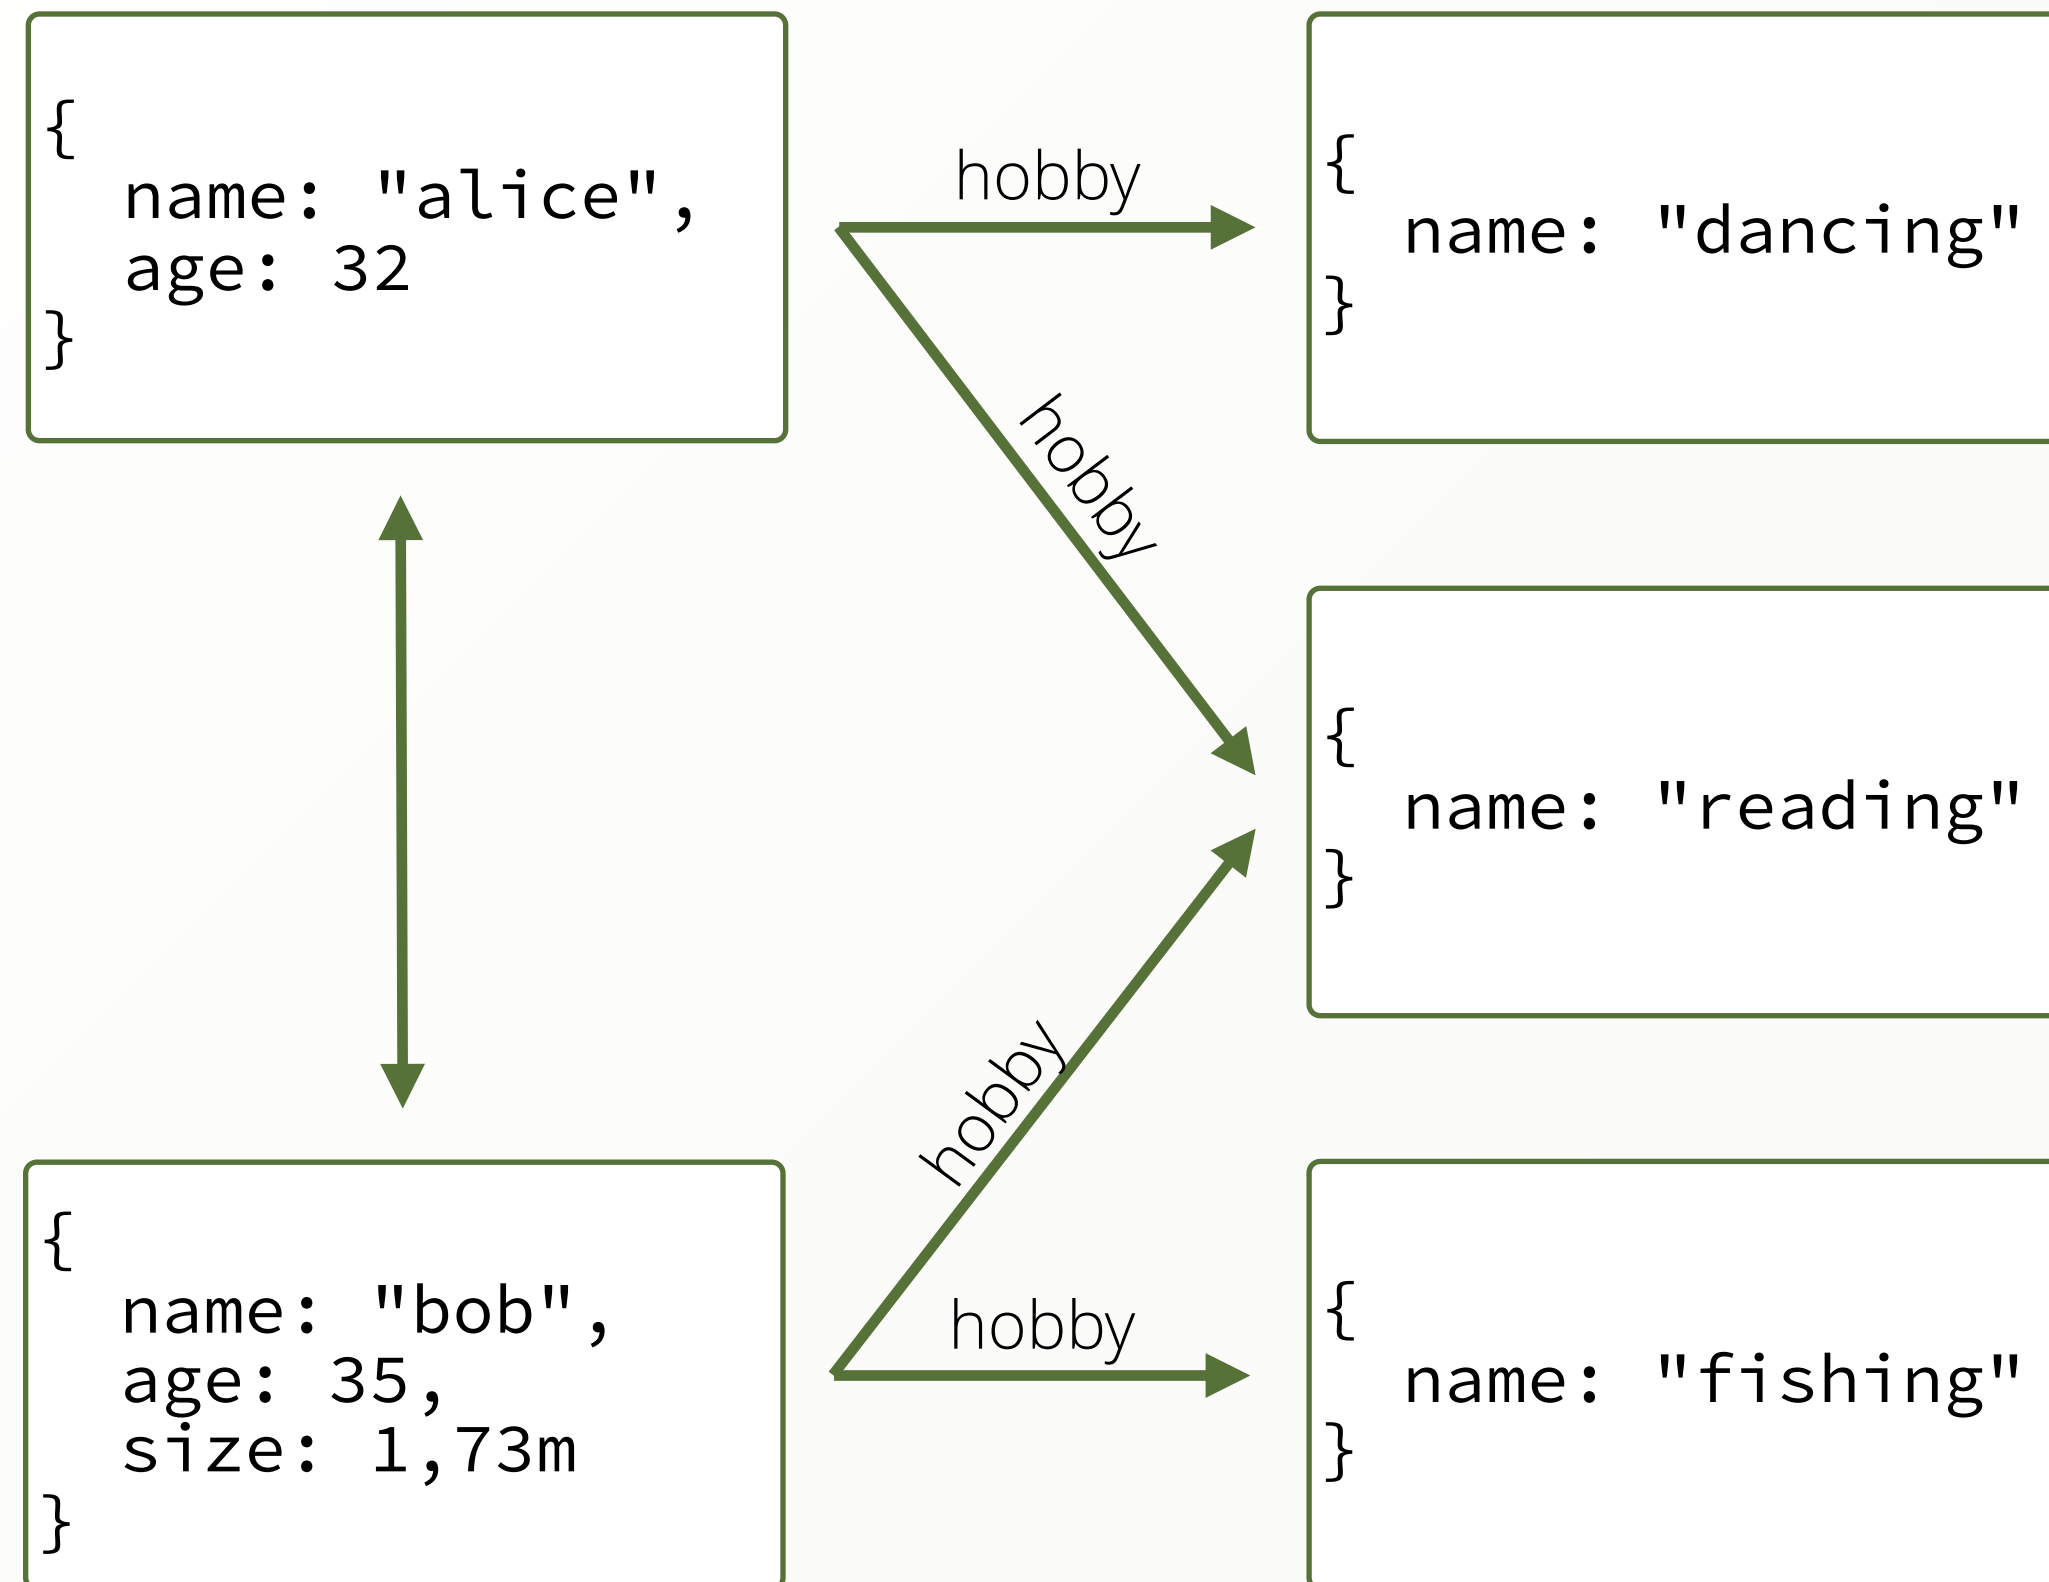 {
  name: "alice",
  age: 32
}
hobby
{
  name: "dancing"
}
hobby
{
  name: "reading"
}
hobby
{
  name: "bob",
  age: 35,
  size: 1,73m
}
hobby
{
  name: "fishing"
}